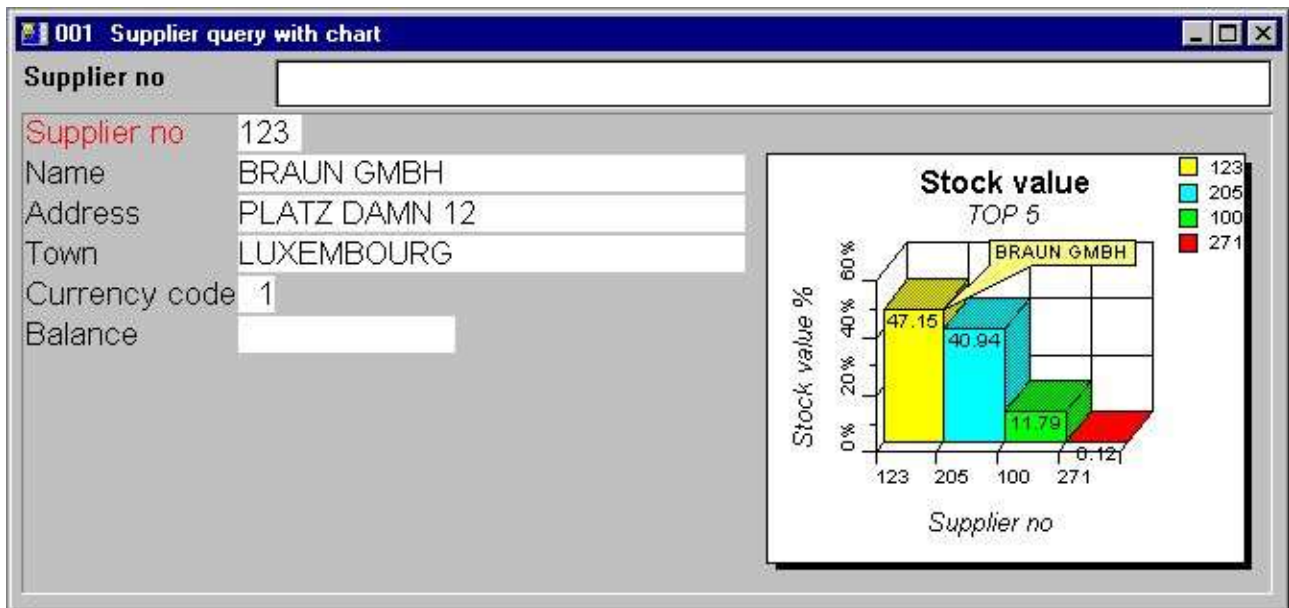 001 Supplier query with chart
Supplier no
Supplier no 123
Name BRAUN GMBH
Address PLATZ DAMN 12
Town LUXEMBOURG
Currency code 1
Balance
Stock value
TOP 5
123
205
100
271
BRAUN GMBH
Stock value %
60%
40%
20%
0%
47.15
40.94
11.79
0.12
123 205 100 271
Supplier no